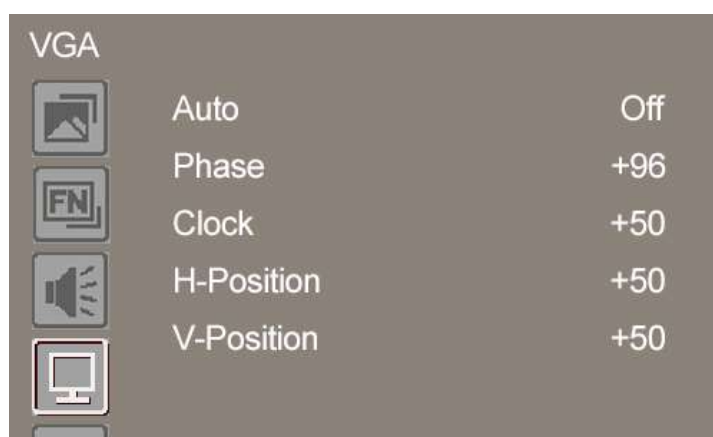 VGA
Auto Off
Phase +96
FN
Clock +50
H-Position +50
V-Position +50